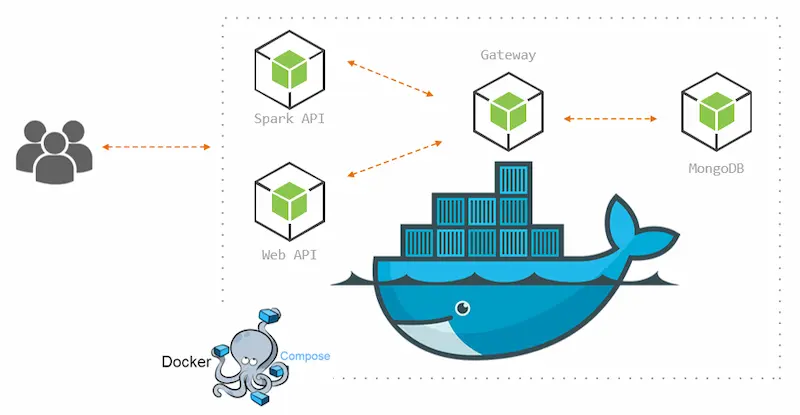 Gateway
Spark API
MongoDB
Web API
Docker
Compose